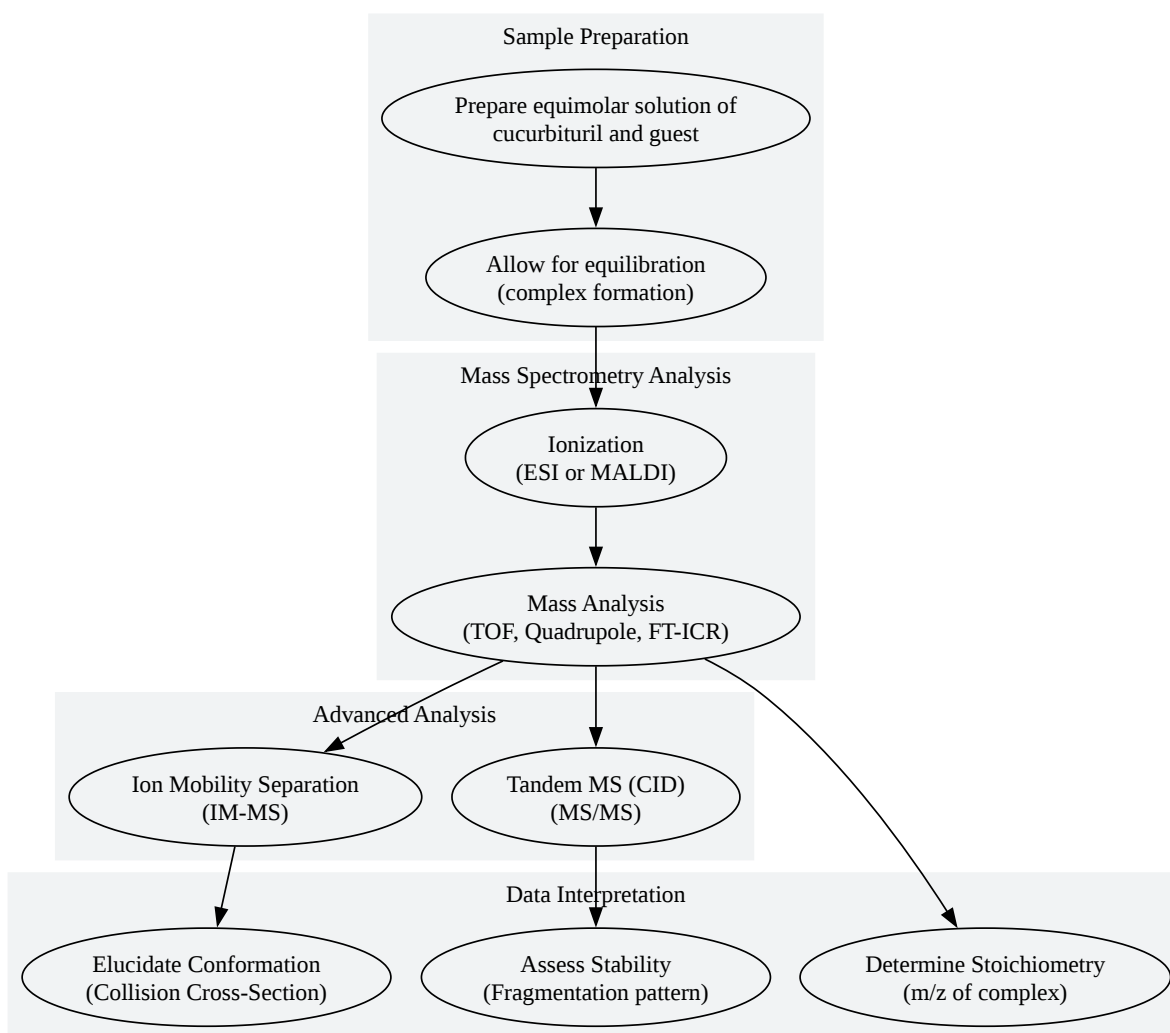 Sample Preparation
Prepare equimolar solution of
cucurbituril and guest
Allow for equilibration
(complex formation)
Mass Spectrometry Analysis
Ionization
(ESI or MALDI)
Mass Analysis
(TOF, Quadrupole, FT-ICR)
Advanced Analysis
Ion Mobility Separation
(IM-MS)
Tandem MS (CID)
(MS/MS)
Data Interpretation
Elucidate Conformation
(Collision Cross-Section)
Assess Stability
(Fragmentation pattern)
Determine Stoichiometry
(m/z of complex)